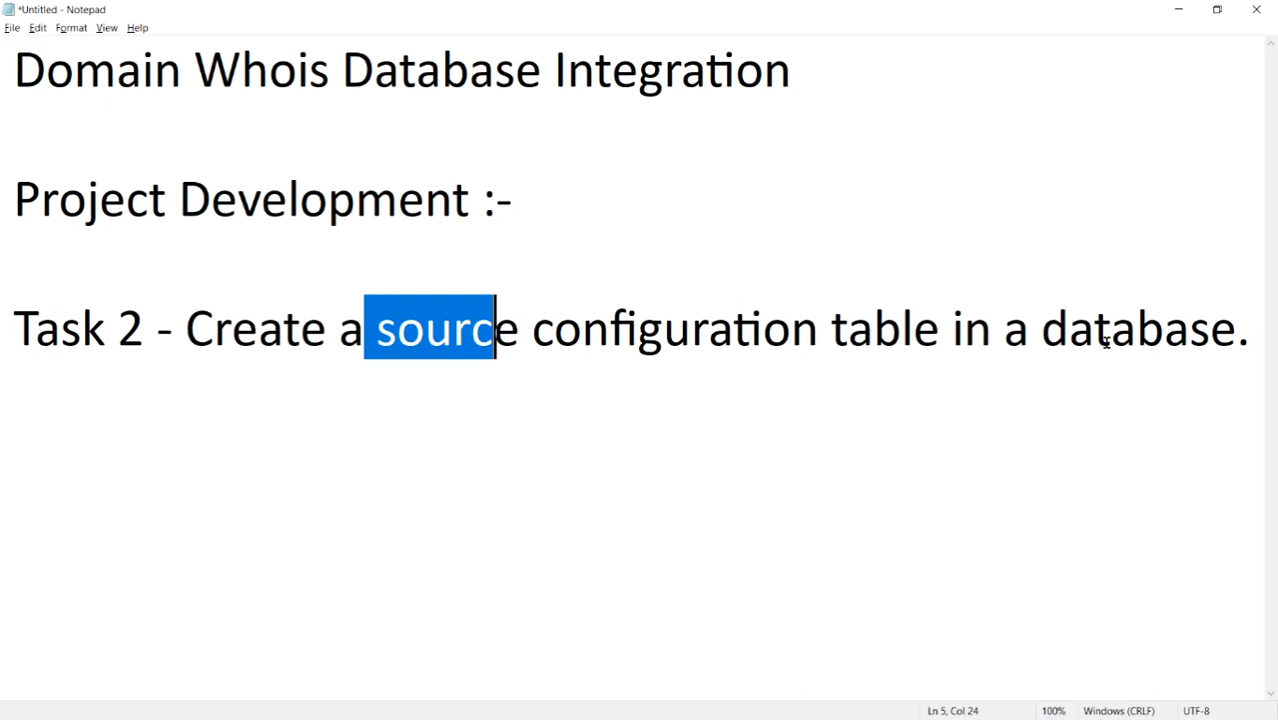 *Untitled - Notepad
File Edit Format View Help
Domain Whois Database Integration
Project Development :-
Task 2 - Create a source configuration table in a database.
Ln 5, Col 24 100% Windows (CRLF) UTF-8